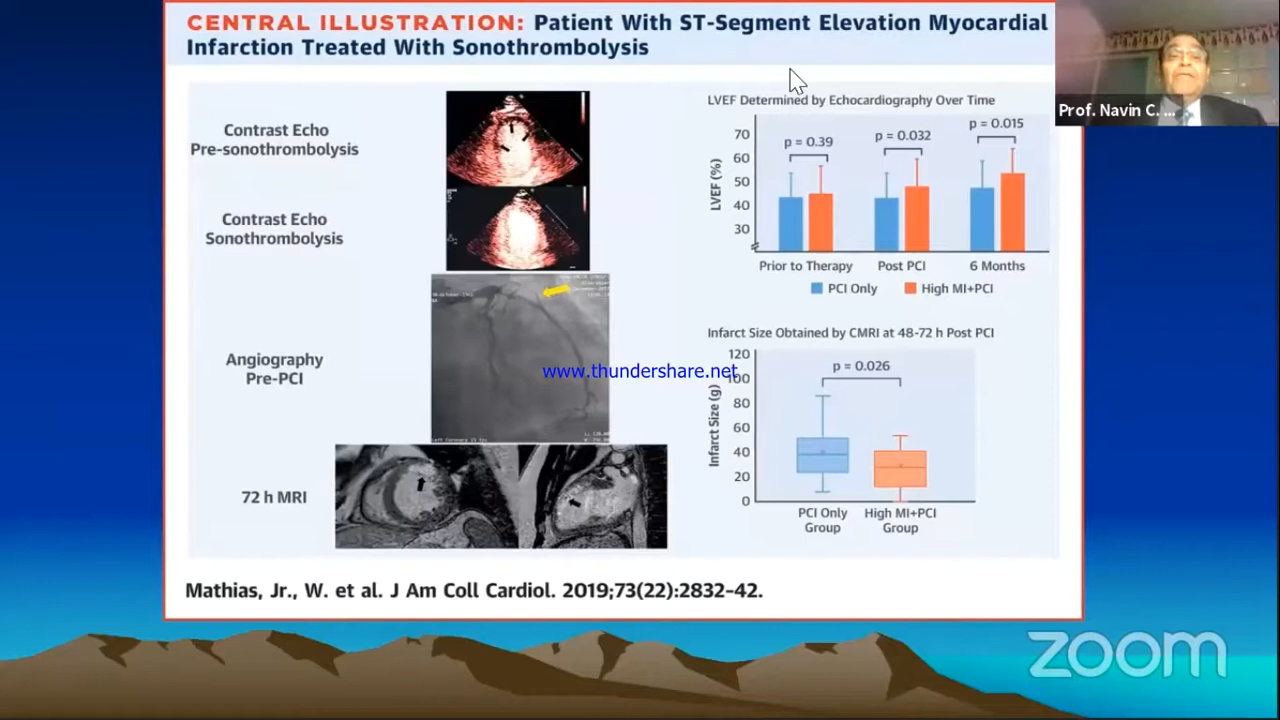 CENTRAL ILLUSTRATION: Patient With ST-Segment Elevation Myocardial
Infarction Treated With Sonothrombolysis
Prof. Navin C. ...
Contrast Echo
Pre-sonothrombolysis
Contrast Echo
Sonothrombolysis
Angiography
Pre-PCI
72 h MRI
www.thundershare.net
LVEF Determined by Echocardiography Over Time
LVEF (%)
70
60
50
40
30
p = 0.39
p = 0.032
p = 0.015
Prior to Therapy
Post PCI
6 Months
PCI Only
High MI+PCI
Infarct Size Obtained by CMRI at 48-72 h Post PCI
Infarct Size (g)
120
100
80
60
40
20
0
p = 0.026
PCI Only
Group
High MI+PCI
Group
Mathias, Jr., W. et al. J Am Coll Cardiol. 2019;73(22):2832–42.
zoom